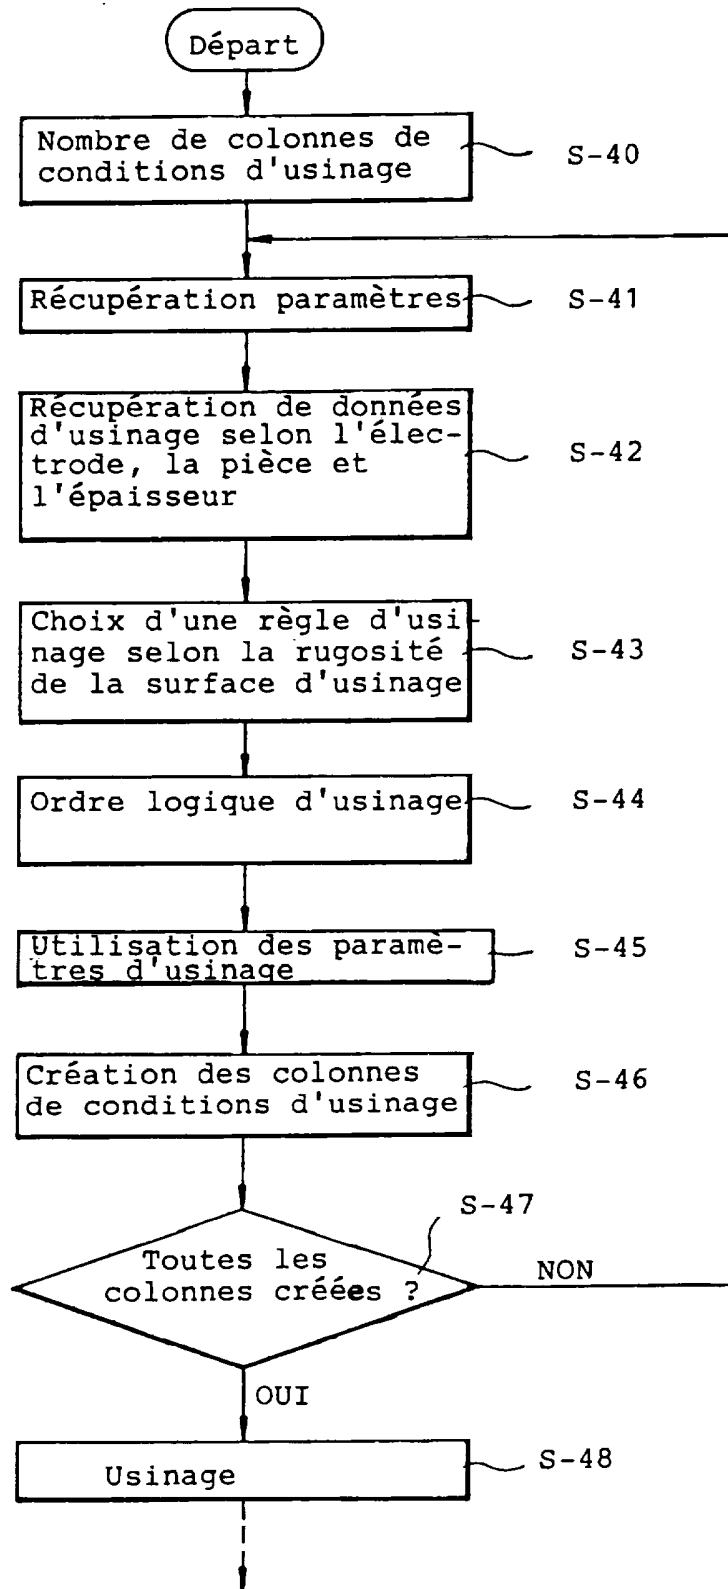 Départ
Nombre de colonnes de
conditions d'usinage
S-40
Récupération paramètres
S-41
Récupération de données
d'usinage selon l'élec-
trode, la pièce et
l'épaisseur
S-42
Choix d'une règle d'usi-
nage selon la rugosité
de la surface d'usinage
S-43
Ordre logique d'usinage
S-44
Utilisation des paramè-
tres d'usinage
S-45
Création des colonnes
de conditions d'usinage
S-46
S-47
Toutes les
colonnes créées ?
NON
OUI
Usinage
S-48